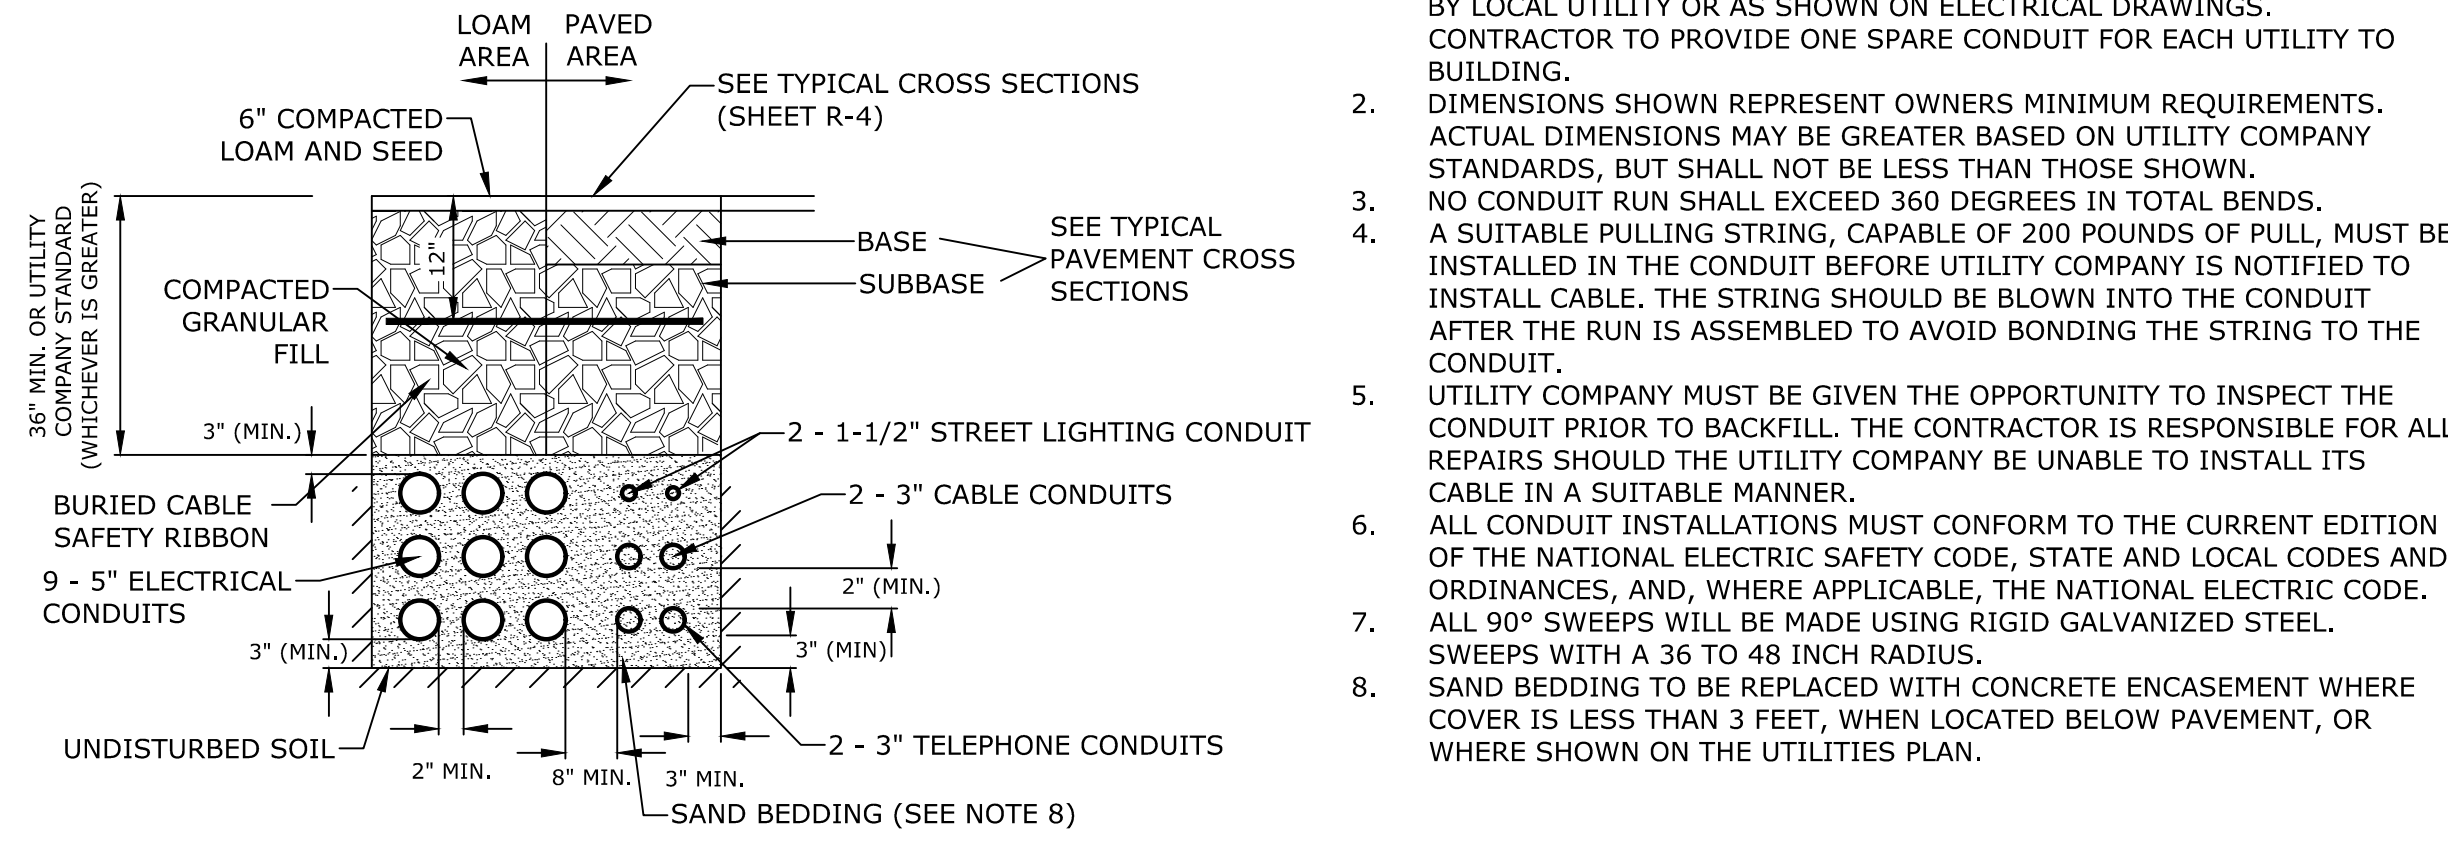 LOAM AREA
PAVED AREA
SEE TYPICAL CROSS SECTIONS
(SHEET R-4)
6" COMPACTED
LOAM AND SEED
36" MIN. OR UTILITY
COMPANY STANDARD
(WHICHEVER IS GREATER)
12"
BASE
SUBBASE
SEE TYPICAL
PAVEMENT CROSS
SECTIONS
COMPACTED
GRANULAR
FILL
3" (MIN.)
2 - 1-1/2" STREET LIGHTING CONDUIT
BURIED CABLE
SAFETY RIBBON
2 - 3" CABLE CONDUITS
9 - 5" ELECTRICAL
CONDUITS
2" (MIN.)
3" (MIN.)
3" (MIN)
UNDISTURBED SOIL
2" MIN.
8" MIN.
3" MIN.
2 - 3" TELEPHONE CONDUITS
SAND BEDDING (SEE NOTE 8)
BY LOCAL UTILITY OR AS SHOWN ON ELECTRICAL DRAWINGS.
CONTRACTOR TO PROVIDE ONE SPARE CONDUIT FOR EACH UTILITY TO
BUILDING.
2. DIMENSIONS SHOWN REPRESENT OWNERS MINIMUM REQUIREMENTS.
ACTUAL DIMENSIONS MAY BE GREATER BASED ON UTILITY COMPANY
STANDARDS, BUT SHALL NOT BE LESS THAN THOSE SHOWN.
3. NO CONDUIT RUN SHALL EXCEED 360 DEGREES IN TOTAL BENDS.
4. A SUITABLE PULLING STRING, CAPABLE OF 200 POUNDS OF PULL, MUST BE
INSTALLED IN THE CONDUIT BEFORE UTILITY COMPANY IS NOTIFIED TO
INSTALL CABLE. THE STRING SHOULD BE BLOWN INTO THE CONDUIT
AFTER THE RUN IS ASSEMBLED TO AVOID BONDING THE STRING TO THE
CONDUIT.
5. UTILITY COMPANY MUST BE GIVEN THE OPPORTUNITY TO INSPECT THE
CONDUIT PRIOR TO BACKFILL. THE CONTRACTOR IS RESPONSIBLE FOR ALL
REPAIRS SHOULD THE UTILITY COMPANY BE UNABLE TO INSTALL ITS
CABLE IN A SUITABLE MANNER.
6. ALL CONDUIT INSTALLATIONS MUST CONFORM TO THE CURRENT EDITION
OF THE NATIONAL ELECTRIC SAFETY CODE, STATE AND LOCAL CODES AND
ORDINANCES, AND, WHERE APPLICABLE, THE NATIONAL ELECTRIC CODE.
7. ALL 90° SWEEPS WILL BE MADE USING RIGID GALVANIZED STEEL.
SWEEPS WITH A 36 TO 48 INCH RADIUS.
8. SAND BEDDING TO BE REPLACED WITH CONCRETE ENCASEMENT WHERE
COVER IS LESS THAN 3 FEET, WHEN LOCATED BELOW PAVEMENT, OR
WHERE SHOWN ON THE UTILITIES PLAN.